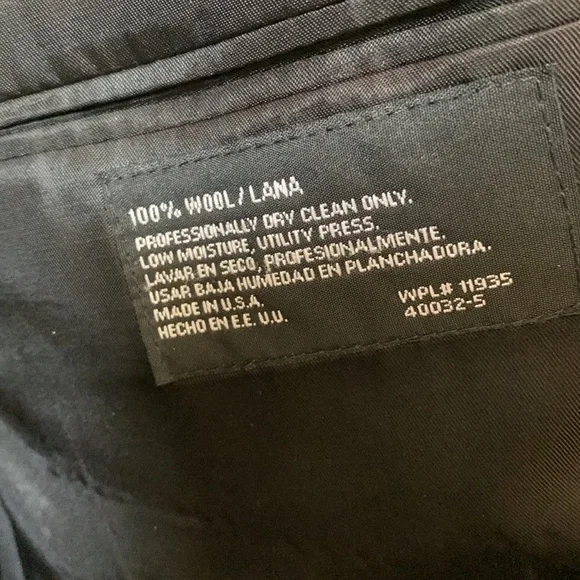 100% WOOL / LANA
PROFESSIONALLY DRY CLEAN ONLY.
LOW MOISTURE, UTILITY PRESS.
LAVAR EN SECO, PROFESIONALMENTE.
USAR BAJA HUMEDAD EN PLANCHADORA.
MADE IN U.S.A.
HECHO EN E.E. U.U.
WPL# 11935
40032-5